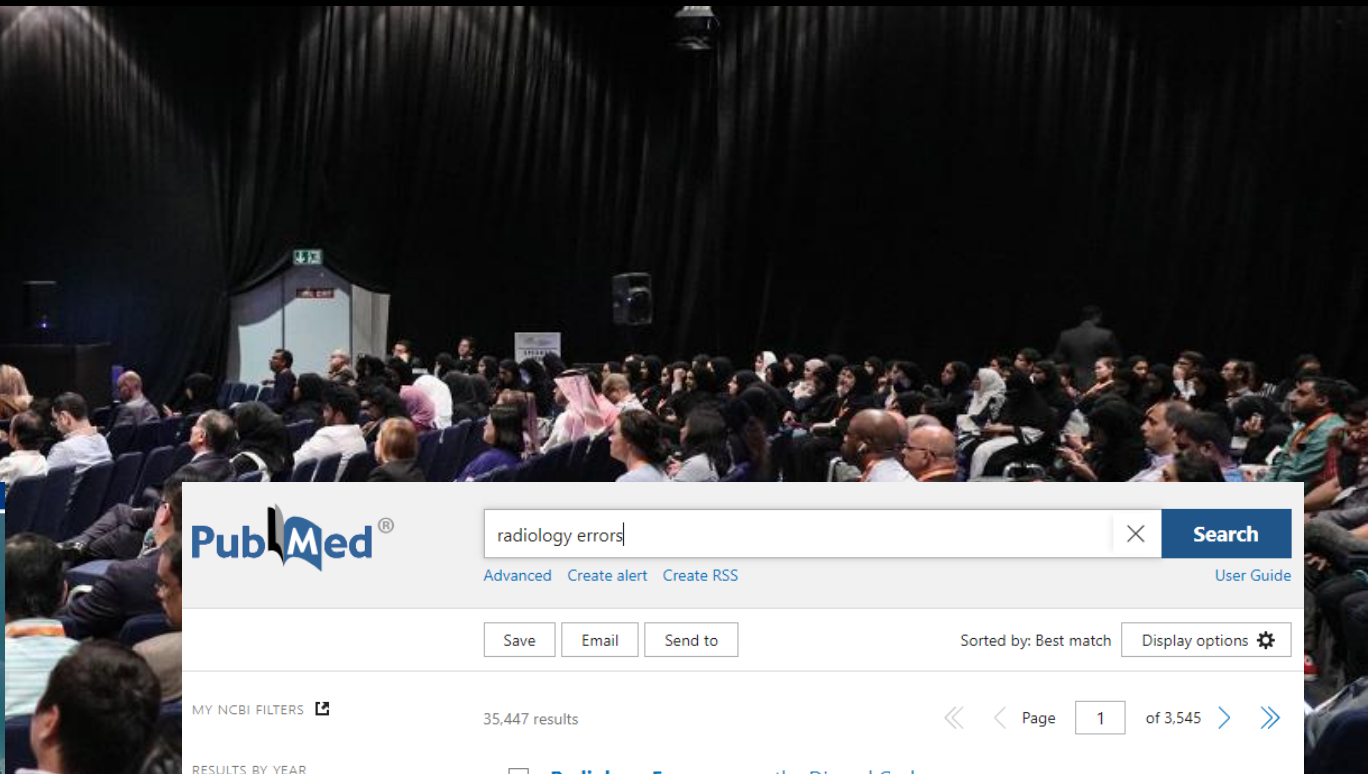 PubMed®
radiology errors
Search
Advanced Create alert Create RSS
User Guide
Save Email Send to
Sorted by: Best match
Display options
MY NCBI FILTERS
35,447 results
Page 1 of 3,545
RESULTS BY YEAR